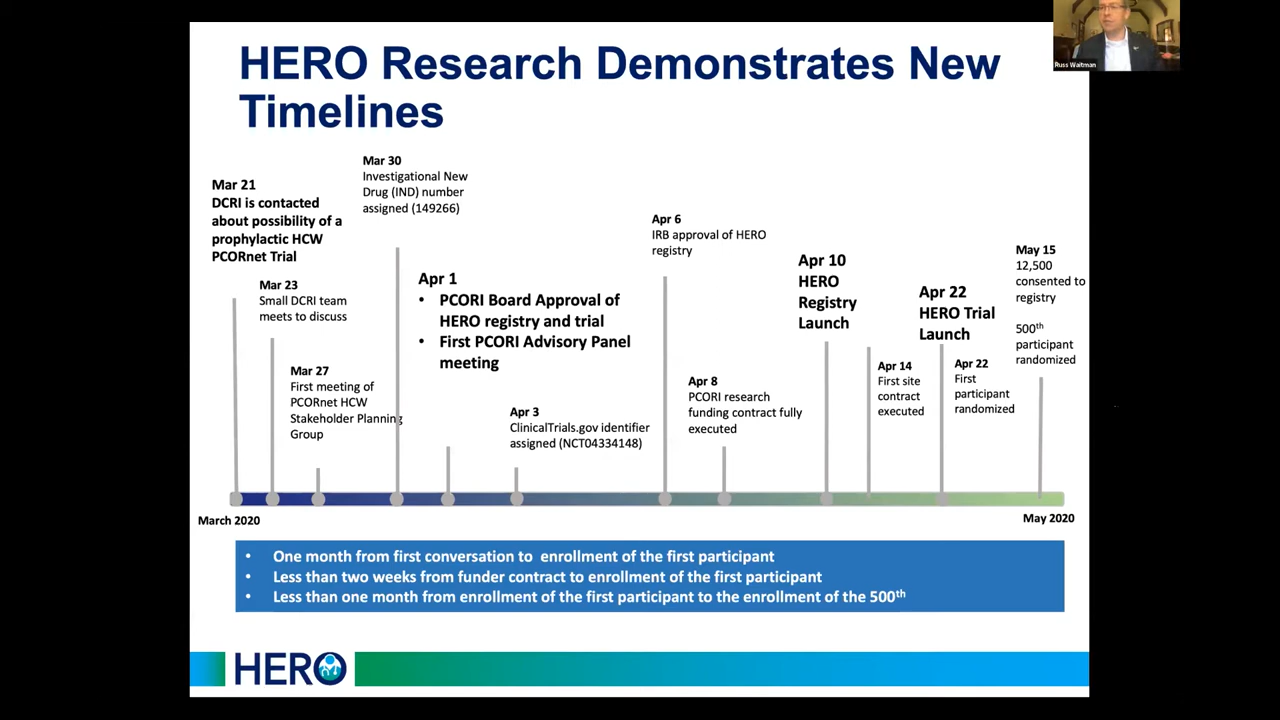 HERO Research Demonstrates New
Timelines
Russ Waitman
Mar 21
DCRI is contacted
about possibility of a
prophylactic HCW
PCORnet Trial
Mar 23
Small DCRI team
meets to discuss
Mar 27
First meeting of
PCORnet HCW
Stakeholder Planning
Group
Mar 30
Investigational New
Drug (IND) number
assigned (149266)
Apr 1
• PCORI Board Approval of
HERO registry and trial
• First PCORI Advisory Panel
meeting
Apr 3
ClinicalTrials.gov identifier
assigned (NCT04334148)
Apr 6
IRB approval of HERO
registry
Apr 8
PCORI research
funding contract fully
executed
Apr 10
HERO
Registry
Launch
Apr 14
First site
contract
executed
Apr 22
HERO Trial
Launch
Apr 22
First
participant
randomized
May 15
12,500
consented to
registry
500th
participant
randomized
March 2020
May 2020
• One month from first conversation to enrollment of the first participant
• Less than two weeks from funder contract to enrollment of the first participant
• Less than one month from enrollment of the first participant to the enrollment of the 500th
HERO